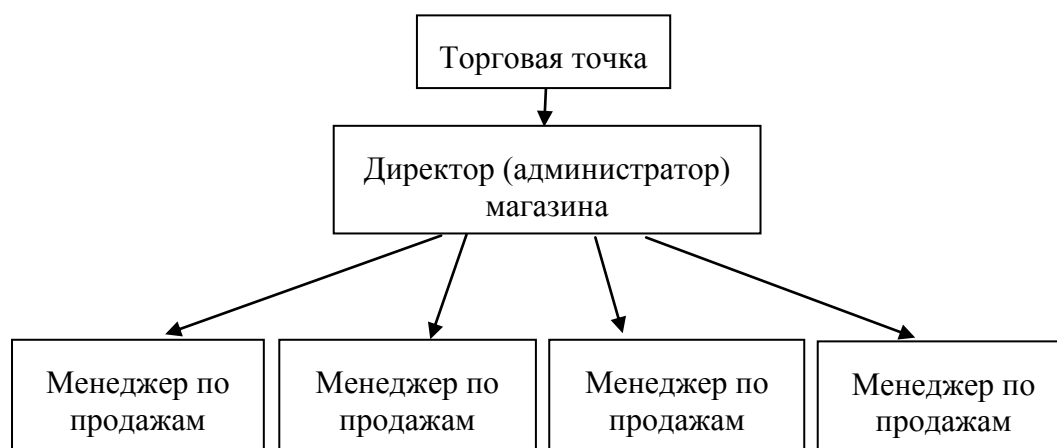 Торговая точка
Директор (администратор)
магазина
Менеджер по
продажам
Менеджер по
продажам
Менеджер по
продажам
Менеджер по
продажам